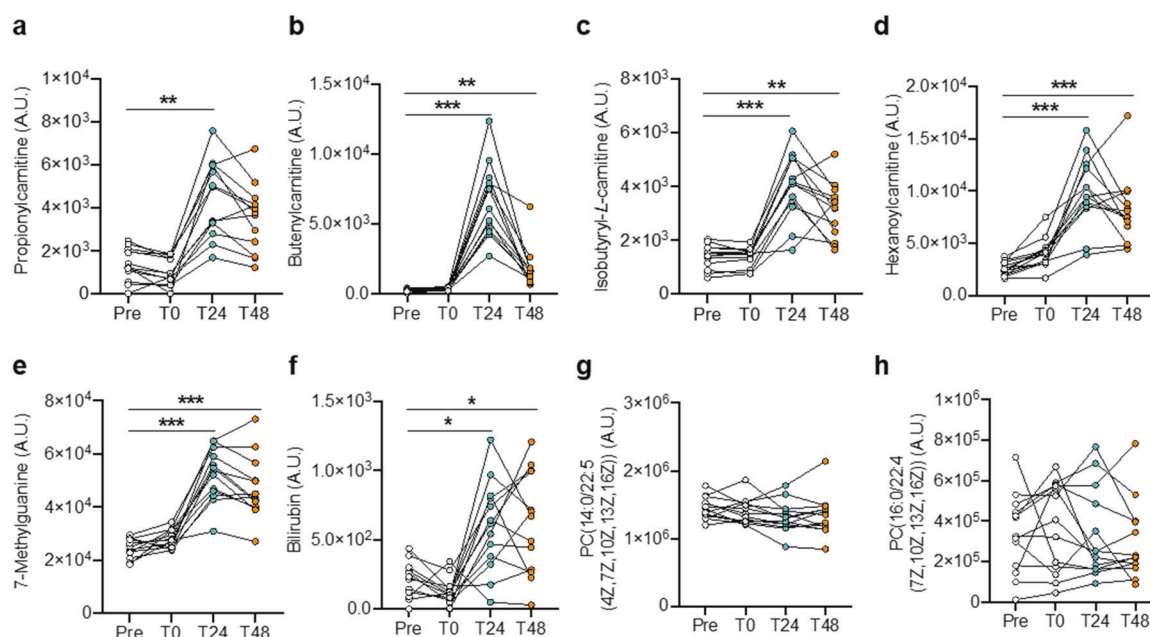 a
Propionylcarnitine (A.U.)
1×10⁴
8×10³
6×10³
4×10³
2×10³
0
**
Pre T0 T24 T48
b
Butenylcarnitine (A.U.)
1.5×10⁴
1.0×10⁴
5.0×10³
0.0
**
***
Pre T0 T24 T48
c
Isobutyryl-L-carnitine (A.U.)
8×10³
6×10³
4×10³
2×10³
0
**
***
Pre T0 T24 T48
d
Hexanoylcarnitine (A.U.)
2.0×10⁴
1.5×10⁴
1.0×10⁴
5.0×10³
0.0
***
***
Pre T0 T24 T48
e
7-Methylguanine (A.U.)
8×10⁴
6×10⁴
4×10⁴
2×10⁴
0
***
***
Pre T0 T24 T48
f
Bilirubin (A.U.)
1.5×10³
1.0×10³
5.0×10²
0.0
*
*
Pre T0 T24 T48
g
PC(14:0/22:5
(4Z,7Z,10Z,13Z,16Z)) (A.U.)
3×10⁶
2×10⁶
1×10⁶
0
Pre T0 T24 T48
h
PC(16:0/22:4
(7Z,10Z,13Z,16Z)) (A.U.)
1×10⁶
8×10⁵
6×10⁵
4×10⁵
2×10⁵
0
Pre T0 T24 T48